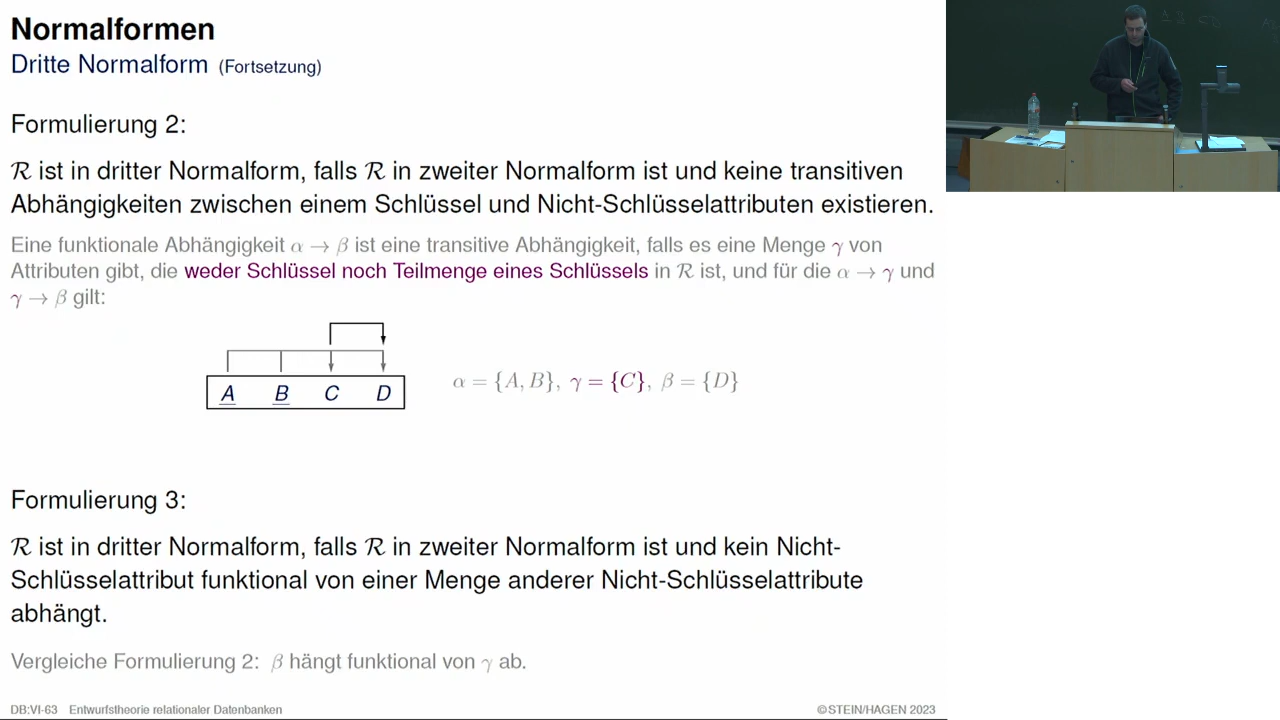 Normalformen
Dritte Normalform (Fortsetzung)
Formulierung 2:
ℛ ist in dritter Normalform, falls ℛ in zweiter Normalform ist und keine transitiven
Abhängigkeiten zwischen einem Schlüssel und Nicht-Schlüsselattributen existieren.
Eine funktionale Abhängigkeit α → β ist eine transitive Abhängigkeit, falls es eine Menge γ von
Attributen gibt, die weder Schlüssel noch Teilmenge eines Schlüssels in ℛ ist, und für die α → γ und
γ → β gilt:
A B C D
α = {A, B}, γ = {C}, β = {D}
Formulierung 3:
ℛ ist in dritter Normalform, falls ℛ in zweiter Normalform ist und kein Nicht-
Schlüsselattribut funktional von einer Menge anderer Nicht-Schlüsselattribute
abhängt.
Vergleiche Formulierung 2: β hängt funktional von γ ab.
DB:VI-63 Entwurfstheorie relationaler Datenbanken
©STEIN/HAGEN 2023